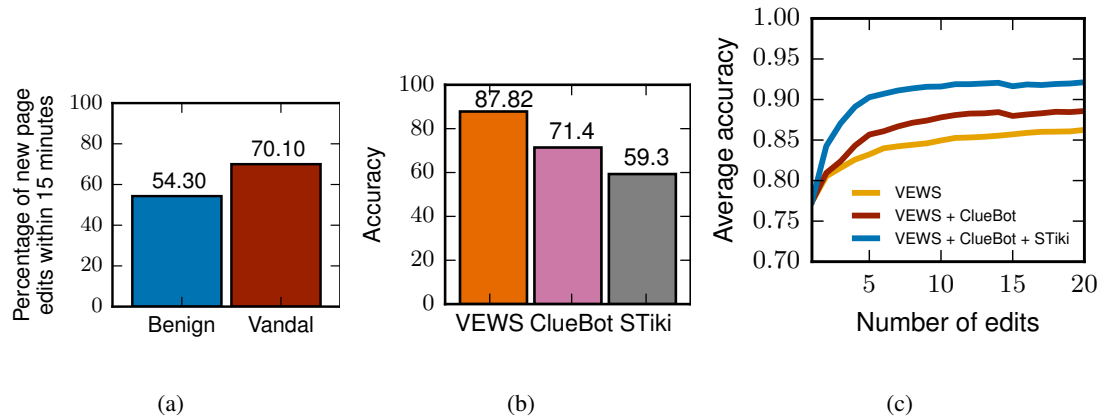 Percentage of new page
edits within 15 minutes
100
80
60
40
20
0
54.30
70.10
Benign Vandal
(a)
Accuracy
100
80
60
40
20
0
87.82
71.4
59.3
VEWS ClueBot STiki
(b)
Average accuracy
1.00
0.95
0.90
0.85
0.80
0.75
0.70
VEWS
VEWS + ClueBot
VEWS + ClueBot + STiki
5 10 15 20
Number of edits
(c)